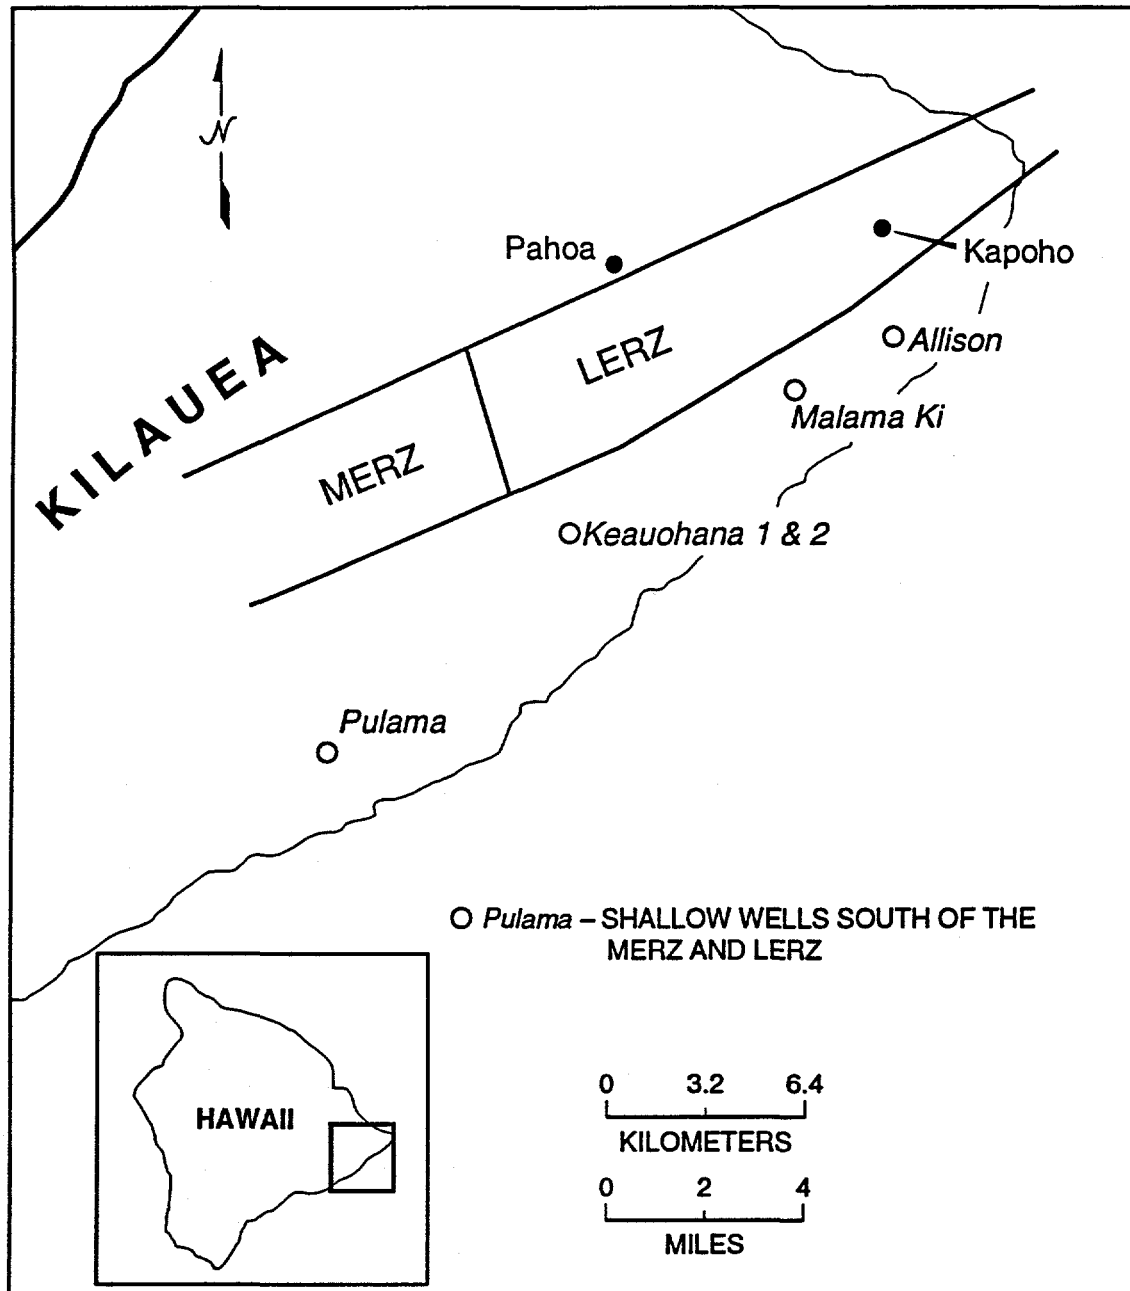 N
Pahoa
Kapoho
LERZ
Allison
KILAUEA
Malama Ki
MERZ
Keauohana 1 & 2
Pulama
Pulama – SHALLOW WELLS SOUTH OF THE
MERZ AND LERZ
HAWAII
0 3.2 6.4
KILOMETERS
0 2 4
MILES